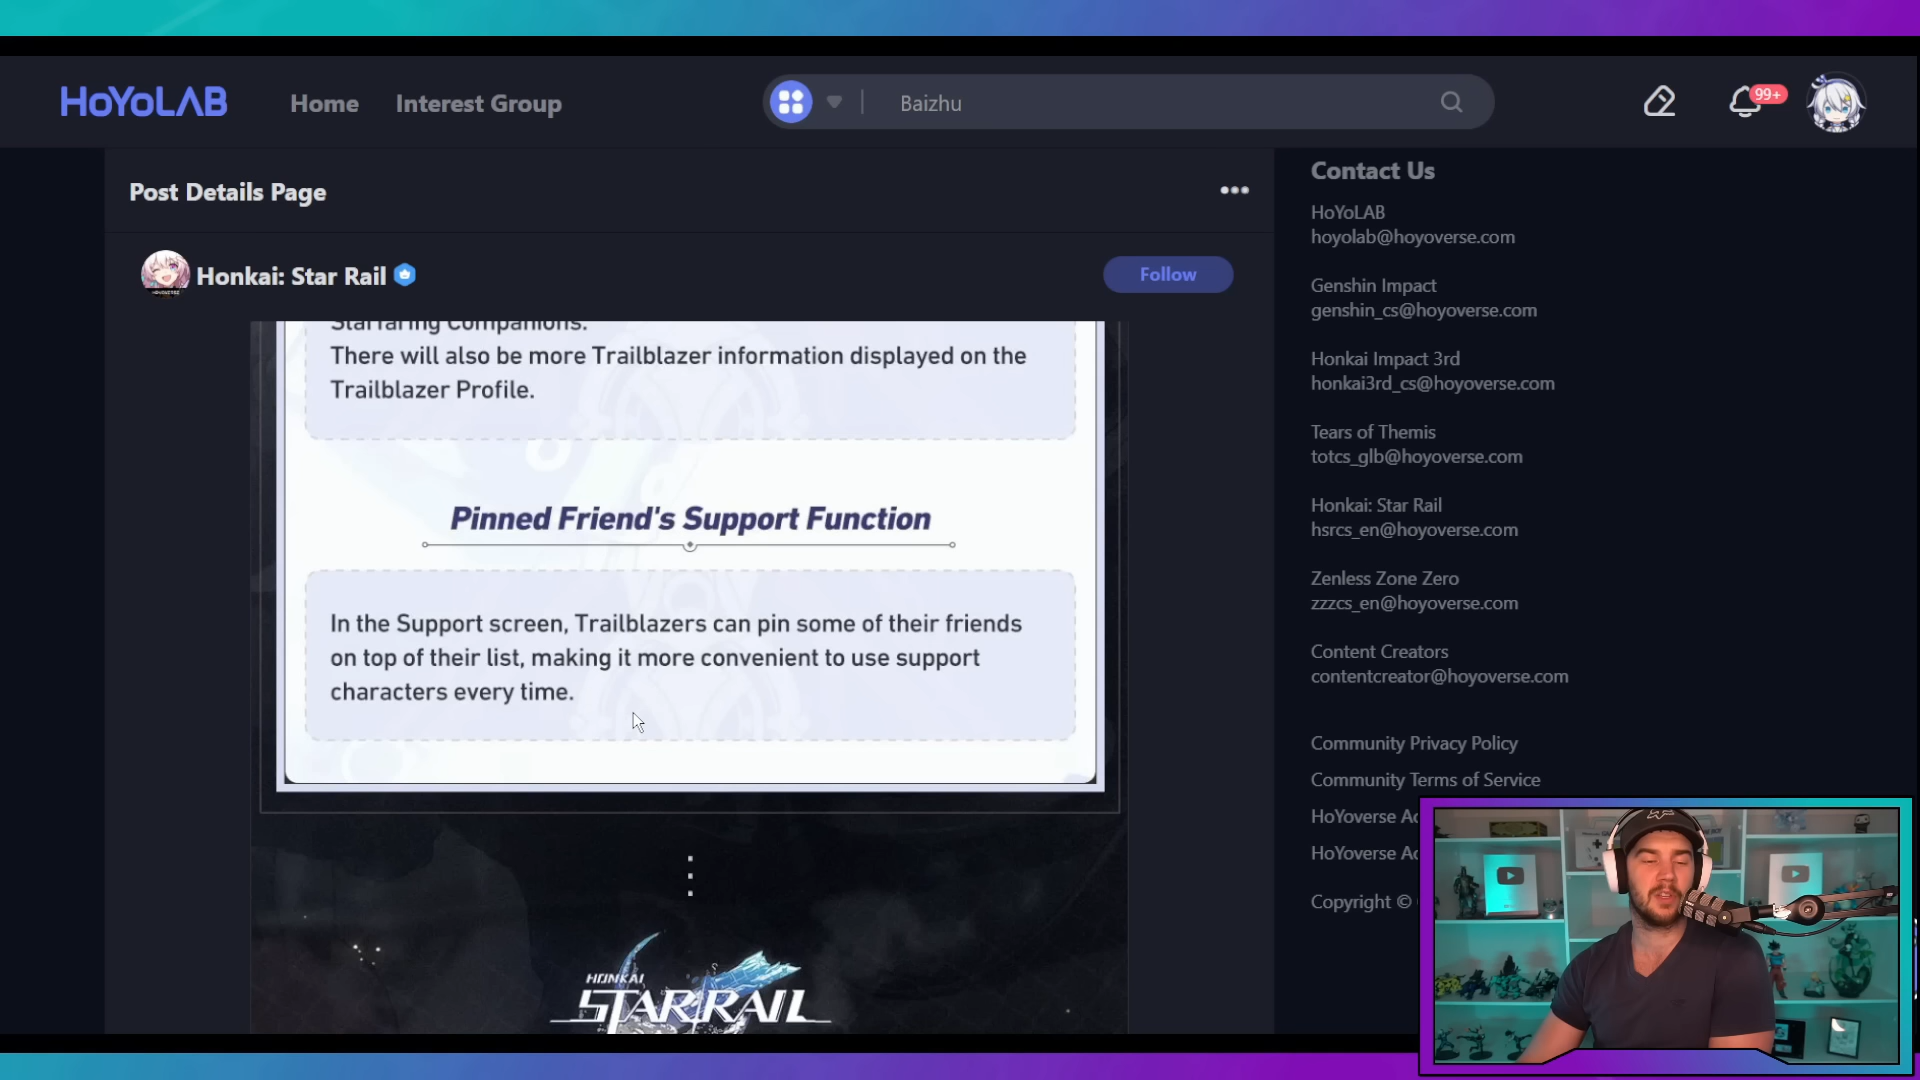 HoYoLAB
Home
Interest Group
Baizhu
99+
Post Details Page
Honkai: Star Rail
Follow
Starfaring Companions.
There will also be more Trailblazer information displayed on the
Trailblazer Profile.
Pinned Friend's Support Function
In the Support screen, Trailblazers can pin some of their friends
on top of their list, making it more convenient to use support
characters every time.
HONKAI
STAR RAIL
Contact Us
HoYoLAB
hoyolab@hoyoverse.com
Genshin Impact
genshin_cs@hoyoverse.com
Honkai Impact 3rd
honkai3rd_cs@hoyoverse.com
Tears of Themis
totcs_glb@hoyoverse.com
Honkai: Star Rail
hsrcs_en@hoyoverse.com
Zenless Zone Zero
zzzcs_en@hoyoverse.com
Content Creators
contentcreator@hoyoverse.com
Community Privacy Policy
Community Terms of Service
HoYoverse Ac
HoYoverse Ac
Copyright ©